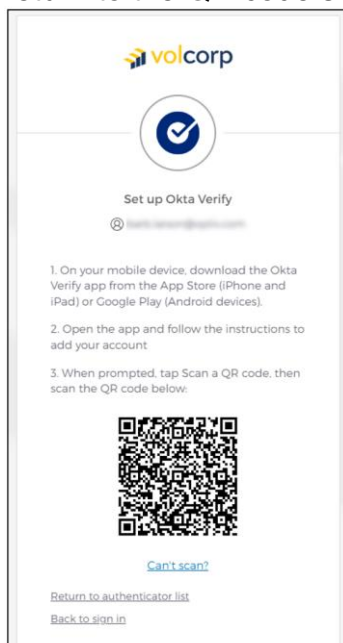 volcorp
Set up Okta Verify
1. On your mobile device, download the Okta
Verify app from the App Store (iPhone and
iPad) or Google Play (Android devices).
2. Open the app and follow the instructions to
add your account
3. When prompted, tap Scan a QR code, then
scan the QR code below:
Can't scan?
Return to authenticator list
Back to sign in